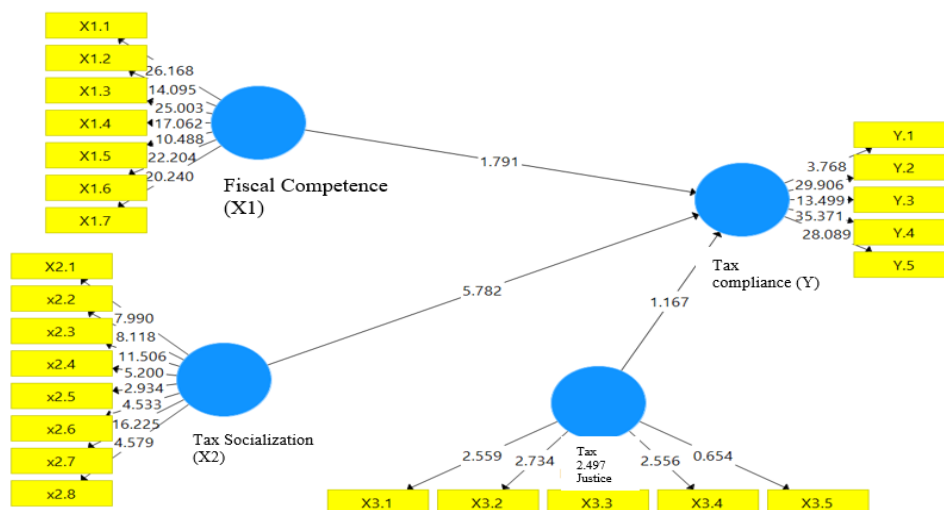 X1.1
X1.2
X1.3
X1.4
X1.5
X1.6
X1.7
26.168
14.095
25.003
17.062
10.488
22.204
20.240
Fiscal Competence
(X1)
1.791
Y.1
Y.2
Y.3
Y.4
Y.5
3.768
29.906
13.499
35.371
28.089
Tax
compliance (Y)
X2.1
x2.2
x2.3
x2.4
x2.5
x2.6
x2.7
x2.8
7.990
8.118
11.506
5.200
2.934
4.533
16.225
4.579
Tax Socialization
(X2)
5.782
1.167
Tax
2.497
Justice
2.559
2.734
2.556
0.654
X3.1
X3.2
X3.3
X3.4
X3.5